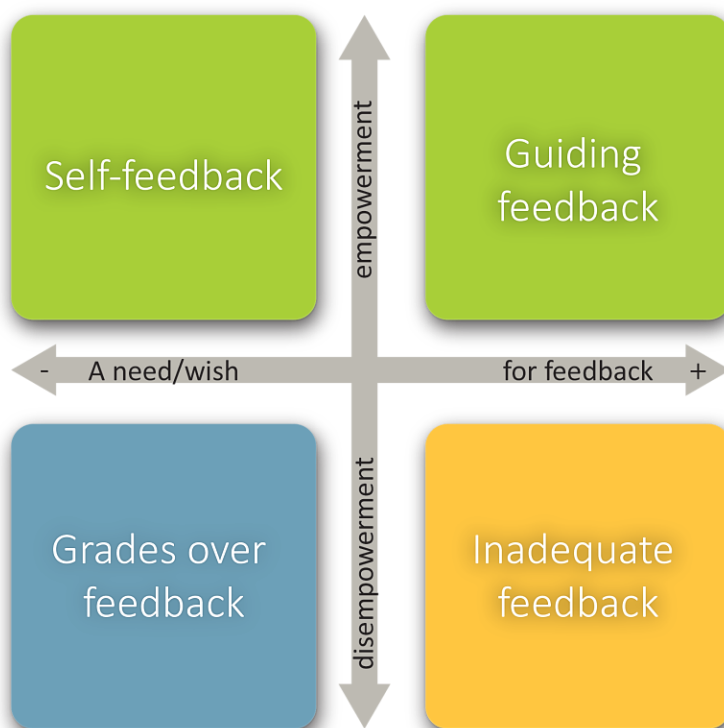 Self-feedback
empowerment
Guiding
feedback
- A need/wish for feedback +
Grades over
feedback
disempowerment
Inadequate
feedback